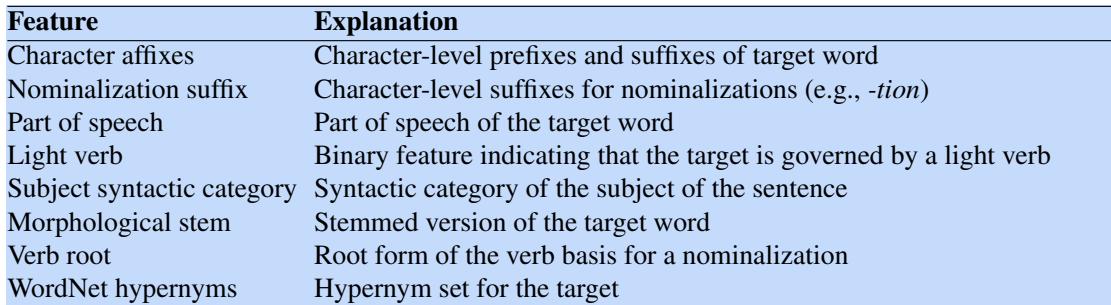 Feature Explanation
Character affixes Character-level prefixes and suffixes of target word
Nominalization suffix Character-level suffixes for nominalizations (e.g., -tion)
Part of speech Part of speech of the target word
Light verb Binary feature indicating that the target is governed by a light verb
Subject syntactic category Syntactic category of the subject of the sentence
Morphological stem Stemmed version of the target word
Verb root Root form of the verb basis for a nominalization
WordNet hypernyms Hypernym set for the target